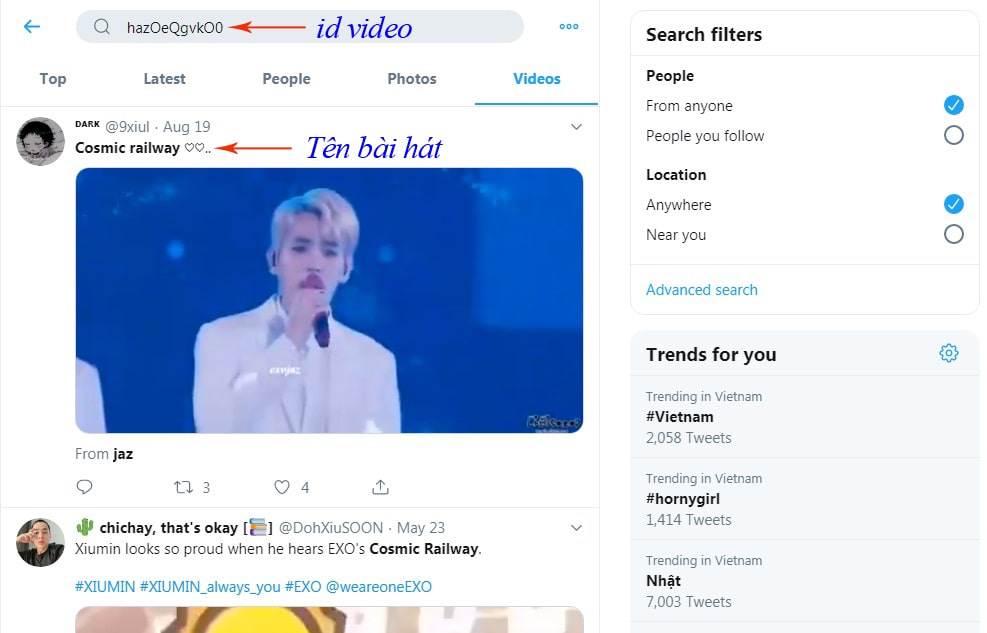 hazOeQgvkO0
id video
Top Latest People Photos Videos
DARK @9xiul · Aug 19
Cosmic railway ♡♡..
Tên bài hát
exnjaz
From jaz
3 4
🌵 chichay, that's okay [📚] @DohXiuSOON · May 23
Xiumin looks so proud when he hears EXO's Cosmic Railway.
#XIUMIN #XIUMIN_always_you #EXO @weareoneEXO
Search filters
People
From anyone
People you follow
Location
Anywhere
Near you
Advanced search
Trends for you
Trending in Vietnam
#Vietnam
2,058 Tweets
Trending in Vietnam
#hornygirl
1,414 Tweets
Trending in Vietnam
Nhật
7,003 Tweets